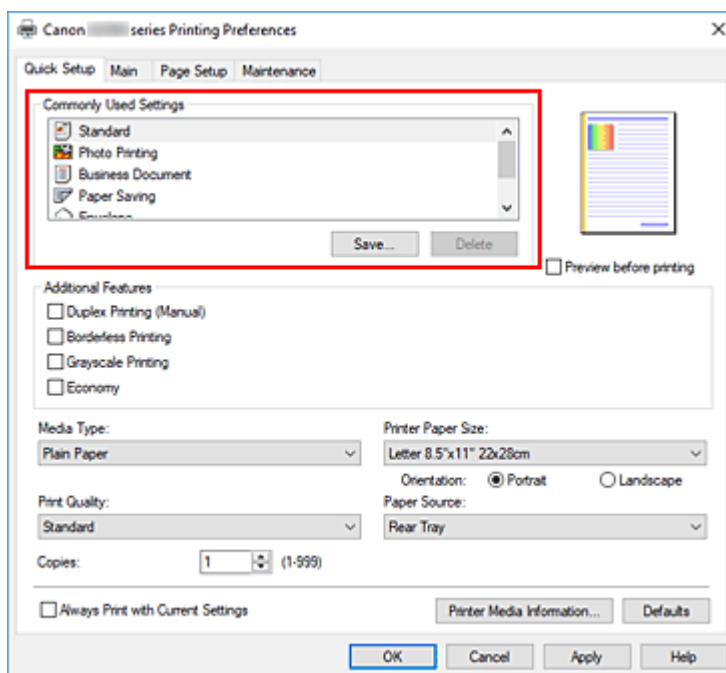 Canon series Printing Preferences
Quick Setup Main Page Setup Maintenance
Commonly Used Settings
Standard
Photo Printing
Business Document
Paper Saving
Envelope
Save... Delete
Preview before printing
Additional Features
Duplex Printing (Manual)
Borderless Printing
Grayscale Printing
Economy
Media Type: Printer Paper Size:
Plain Paper Letter 8.5"x11" 22x28cm
Orientation: Portrait Landscape
Print Quality: Paper Source:
Standard Rear Tray
Copies: 1 (1-999)
Always Print with Current Settings Printer Media Information... Defaults
OK Cancel Apply Help